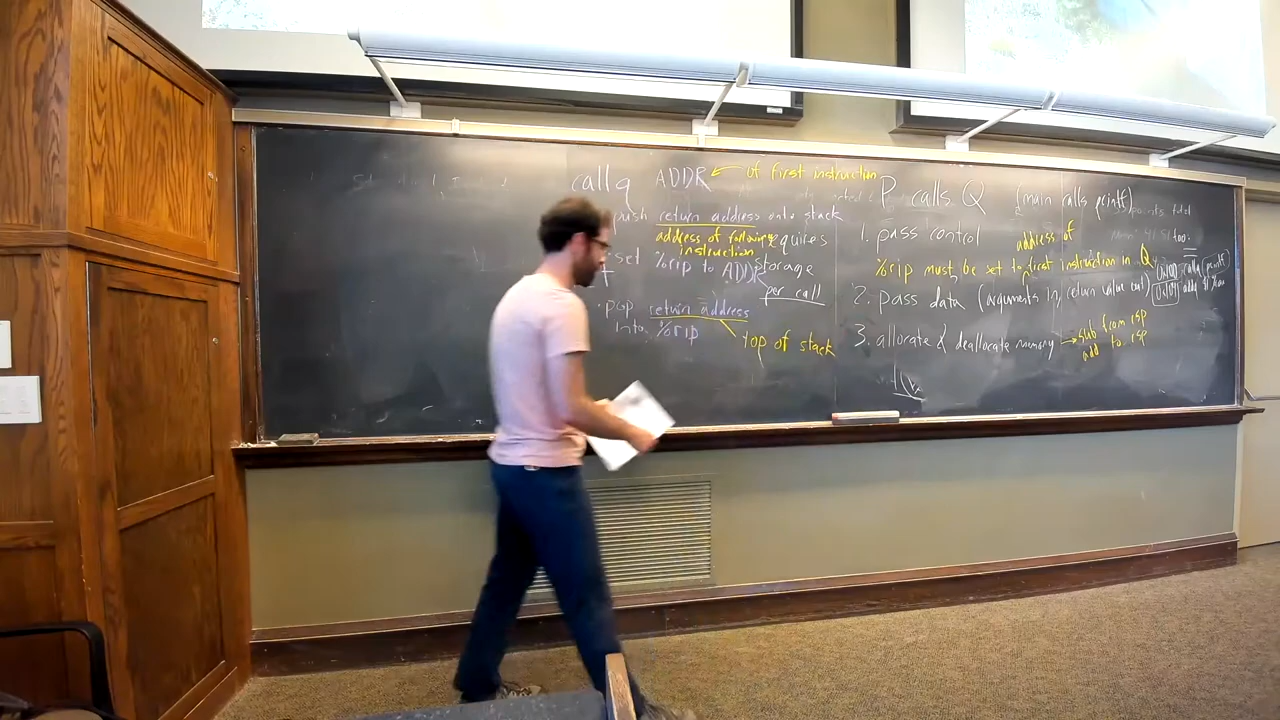 callq ADDR of first instruction
push return address onto stack
address of following instruction
requires storage per call
set %rip to ADDR
pop return address
into %rip
top of stack
P calls Q (main calls printf)
1. pass control
address of
%rip must be set to first instruction in Q
2. pass data (arguments in, return value out)
3. allocate & deallocate memory
sub from rsp
add to rsp